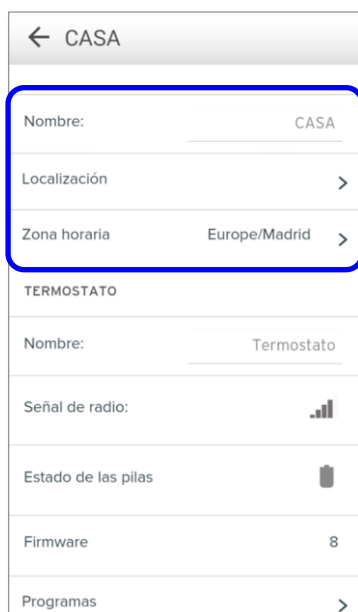 CASA
Nombre: CASA
Localización
Zona horaria Europe/Madrid
TERMOSTATO
Nombre: Termostato
Señal de radio:
Estado de las pilas
Firmware 8
Programas